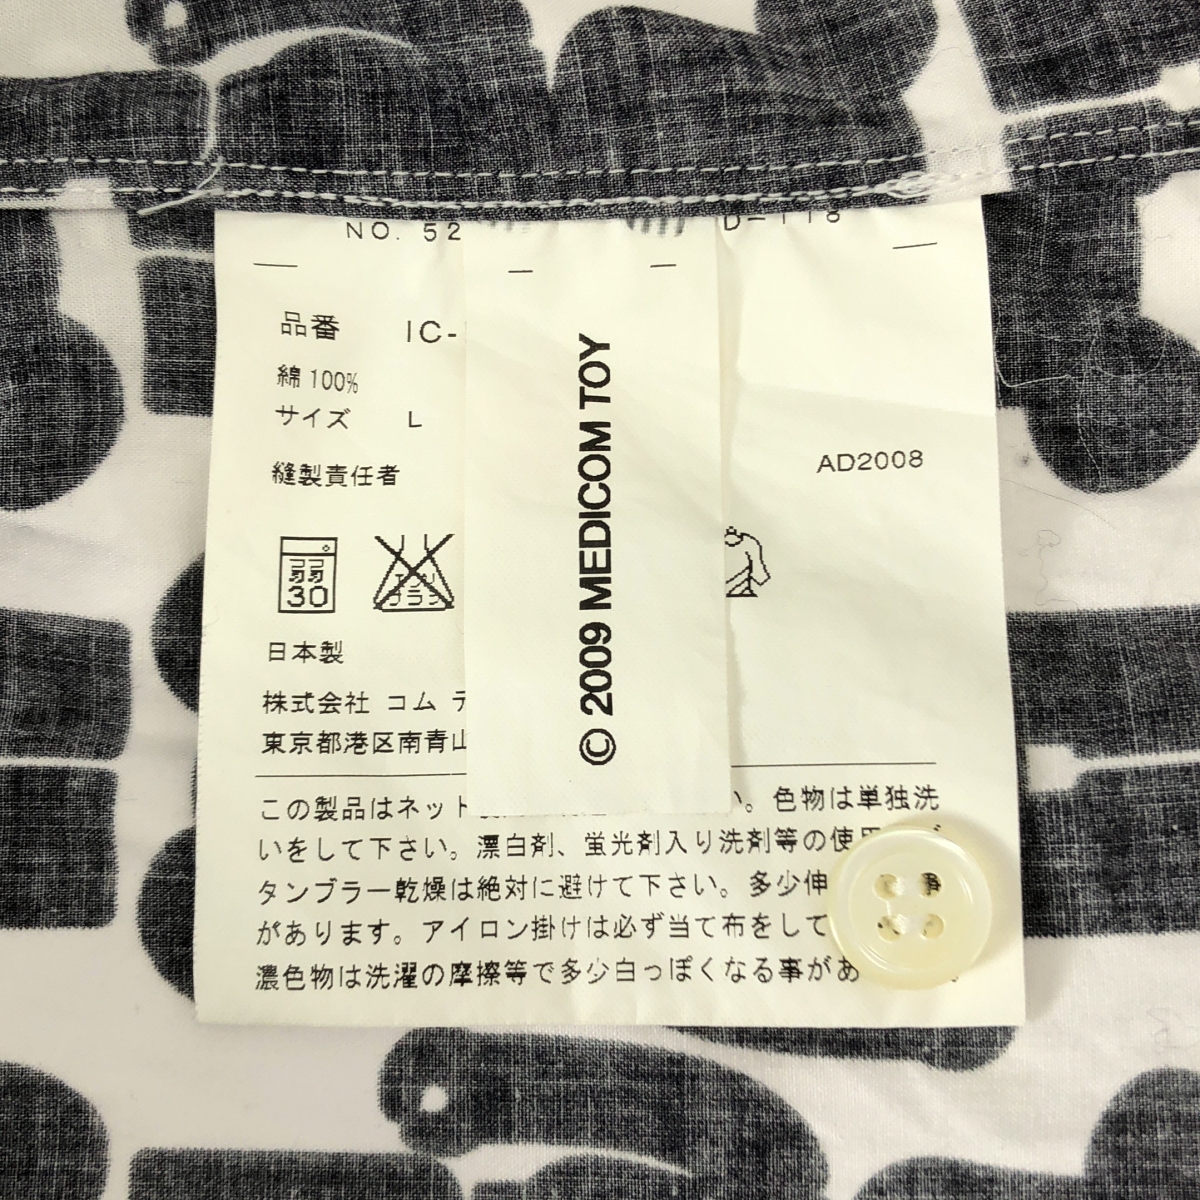 NO. 52
D-118
品番 IC-
綿 100%
サイズ L
縫製責任者
AD2008
弱
30
エンソ
日本製
株式会社 コム デ
東京都港区南青山
© 2009 MEDICOM TOY
この製品はネット 。色物は単独洗
いをして下さい。漂白剤、蛍光剤入り洗剤等の使
タンブラー乾燥は絶対に避けて下さい。多少伸 事
があります。アイロン掛けは必ず当て布をして
濃色物は洗濯の摩擦等で多少白っぽくなる事があ